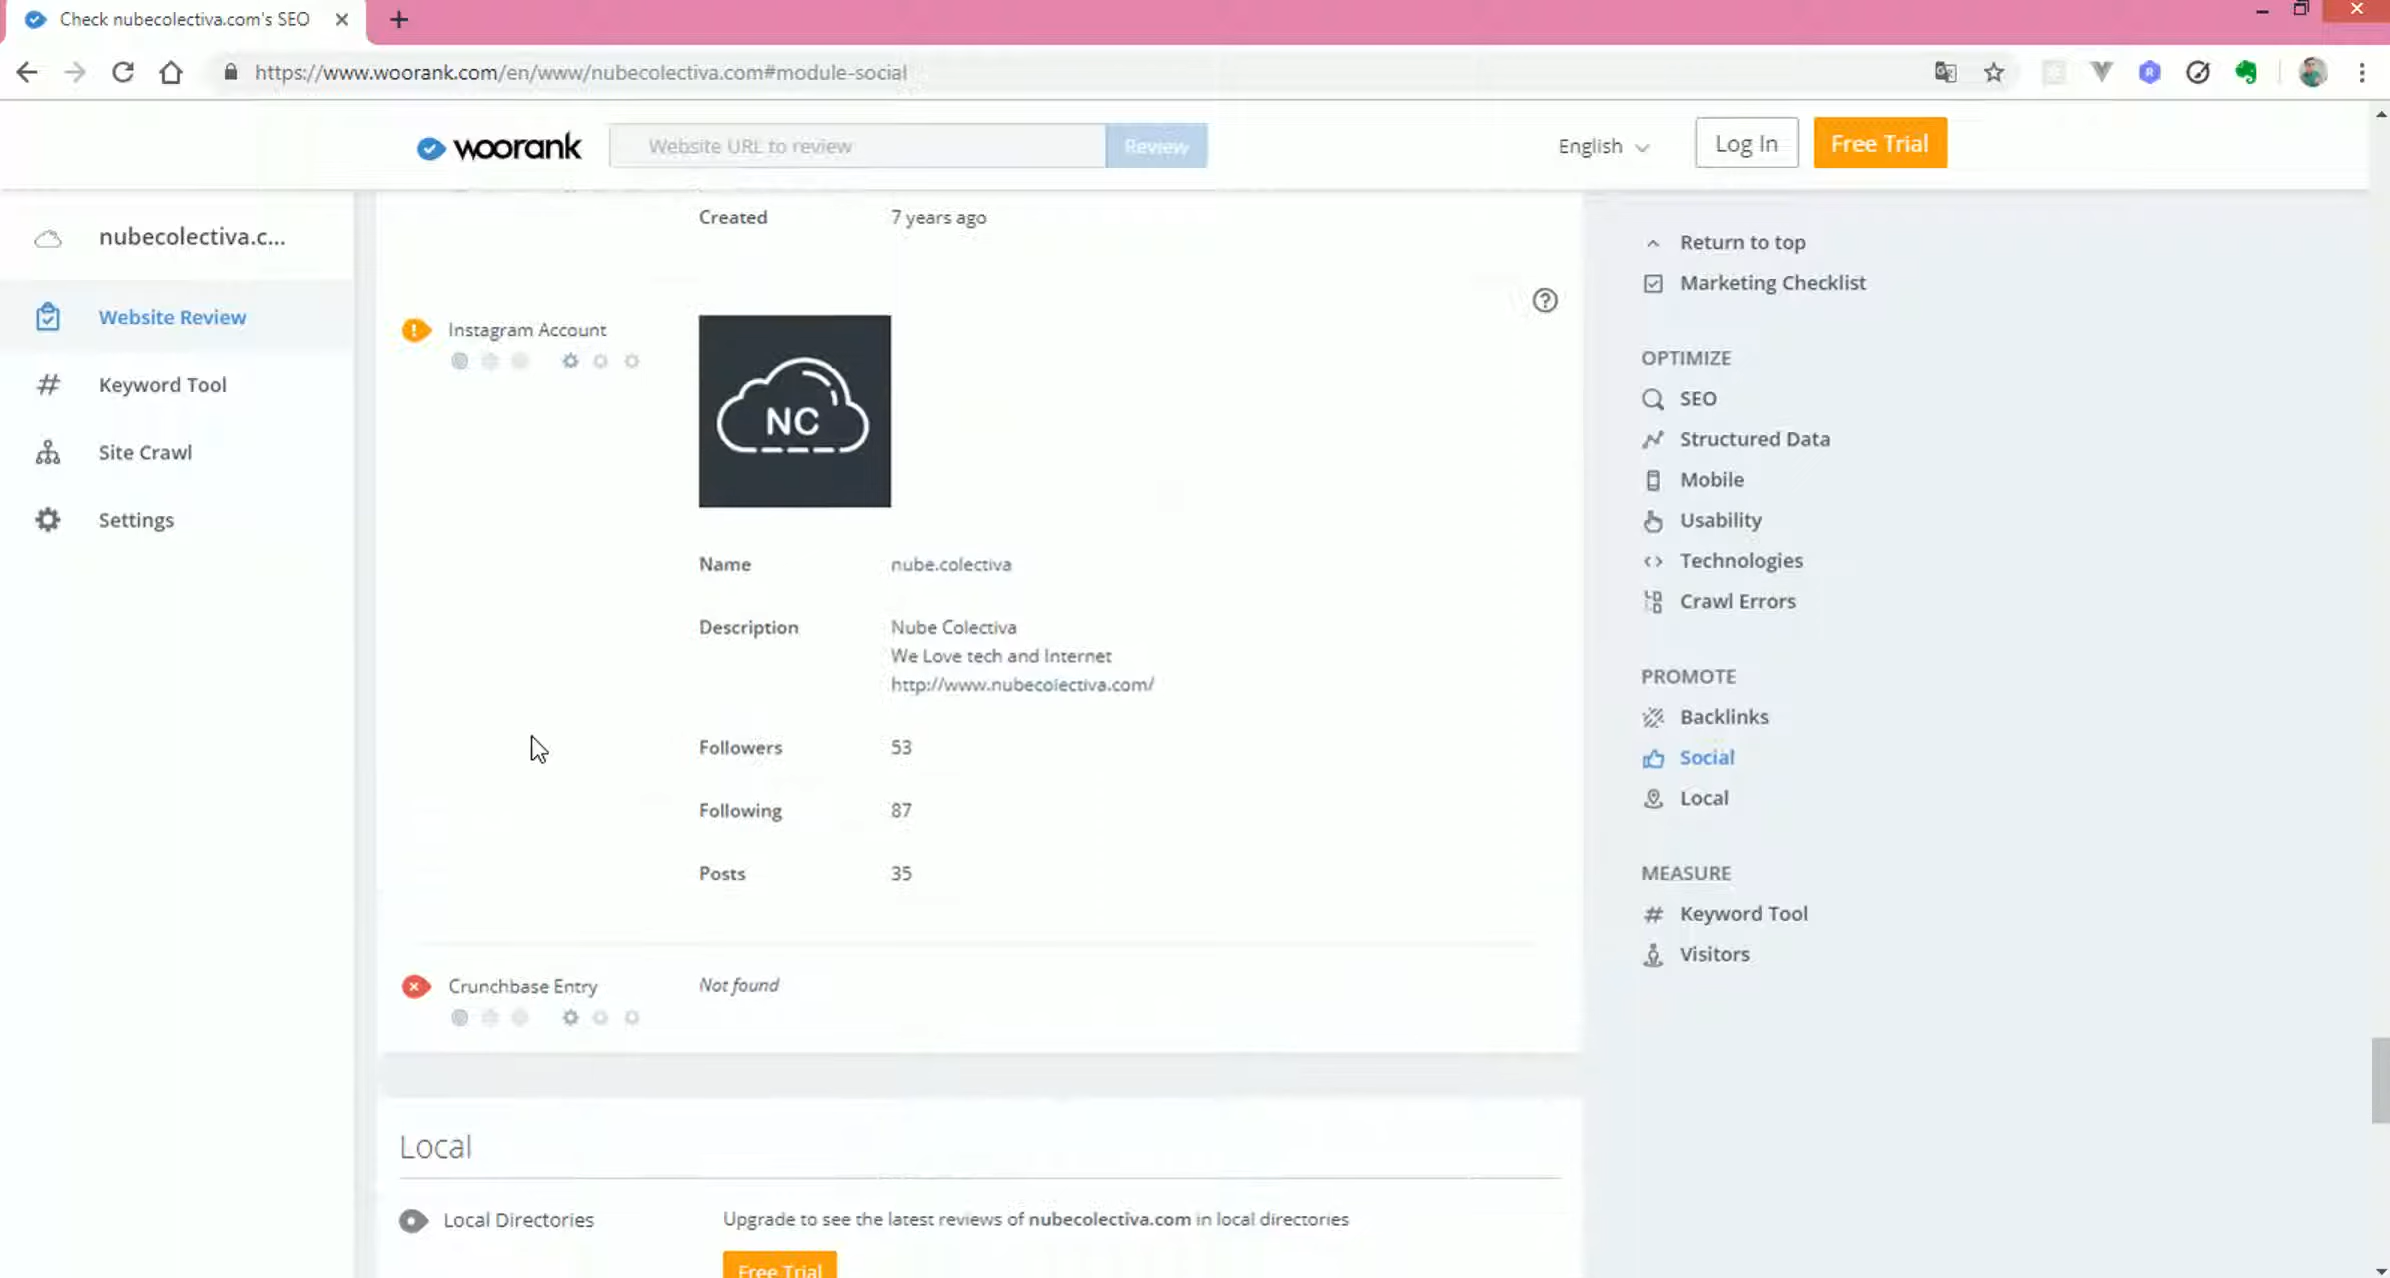 Check nubecolectiva.com's SEO
https://www.woorank.com/en/www/nubecolectiva.com#module-social
woorank
Website URL to review
Review
English
Log In
Free Trial
nubecolectiva.c...
Website Review
Keyword Tool
Site Crawl
Settings
Created 7 years ago
Instagram Account
NC
Name nube.colectiva
Description Nube Colectiva
We Love tech and Internet
http://www.nubecolectiva.com/
Followers 53
Following 87
Posts 35
Crunchbase Entry Not found
Local
Local Directories Upgrade to see the latest reviews of nubecolectiva.com in local directories
Free Trial
Return to top
Marketing Checklist
OPTIMIZE
SEO
Structured Data
Mobile
Usability
Technologies
Crawl Errors
PROMOTE
Backlinks
Social
Local
MEASURE
Keyword Tool
Visitors